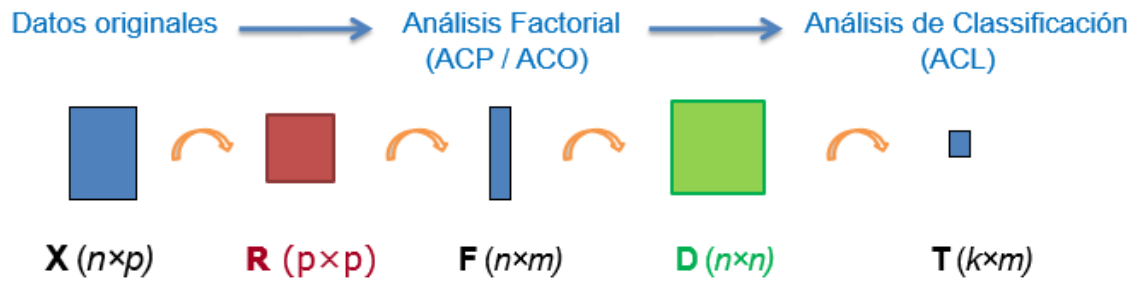 Datos originales
Análisis Factorial
(ACP / ACO)
Análisis de Classificación
(ACL)
X (n×p)
R (p×p)
F (n×m)
D (n×n)
T (k×m)